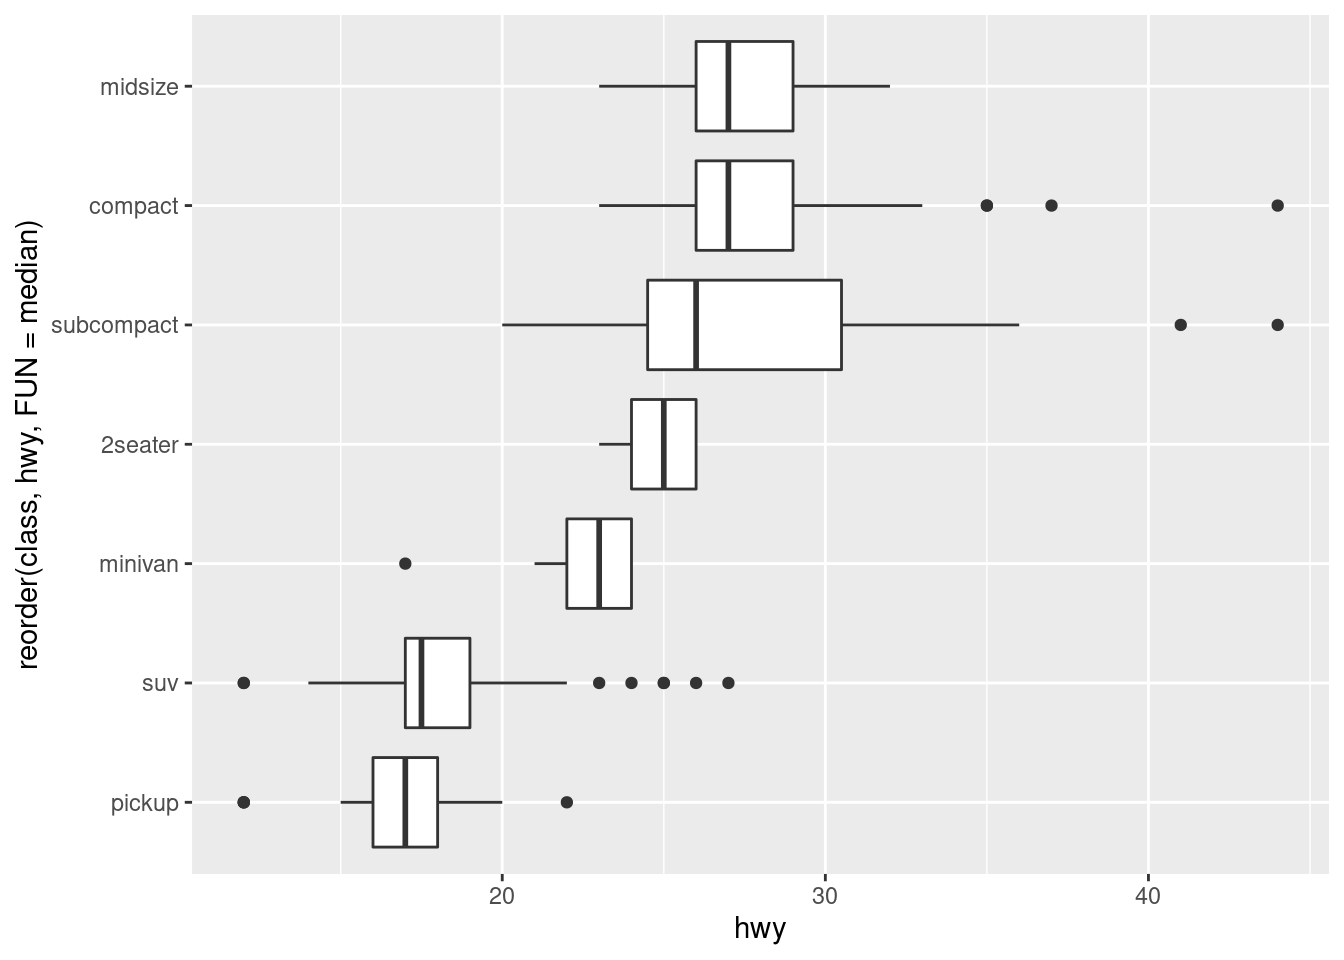 reorder(class, hwy, FUN = median)
midsize
compact
subcompact
2seater
minivan
suv
pickup
20 30 40
hwy